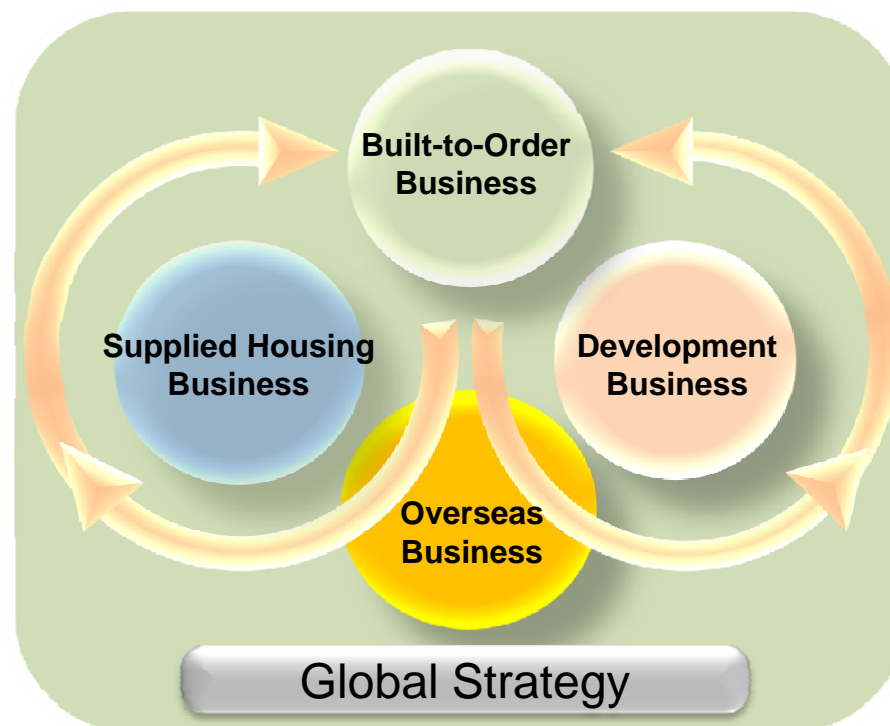 Built-to-Order
Business
Supplied Housing
Business
Development
Business
Overseas
Business
Global Strategy